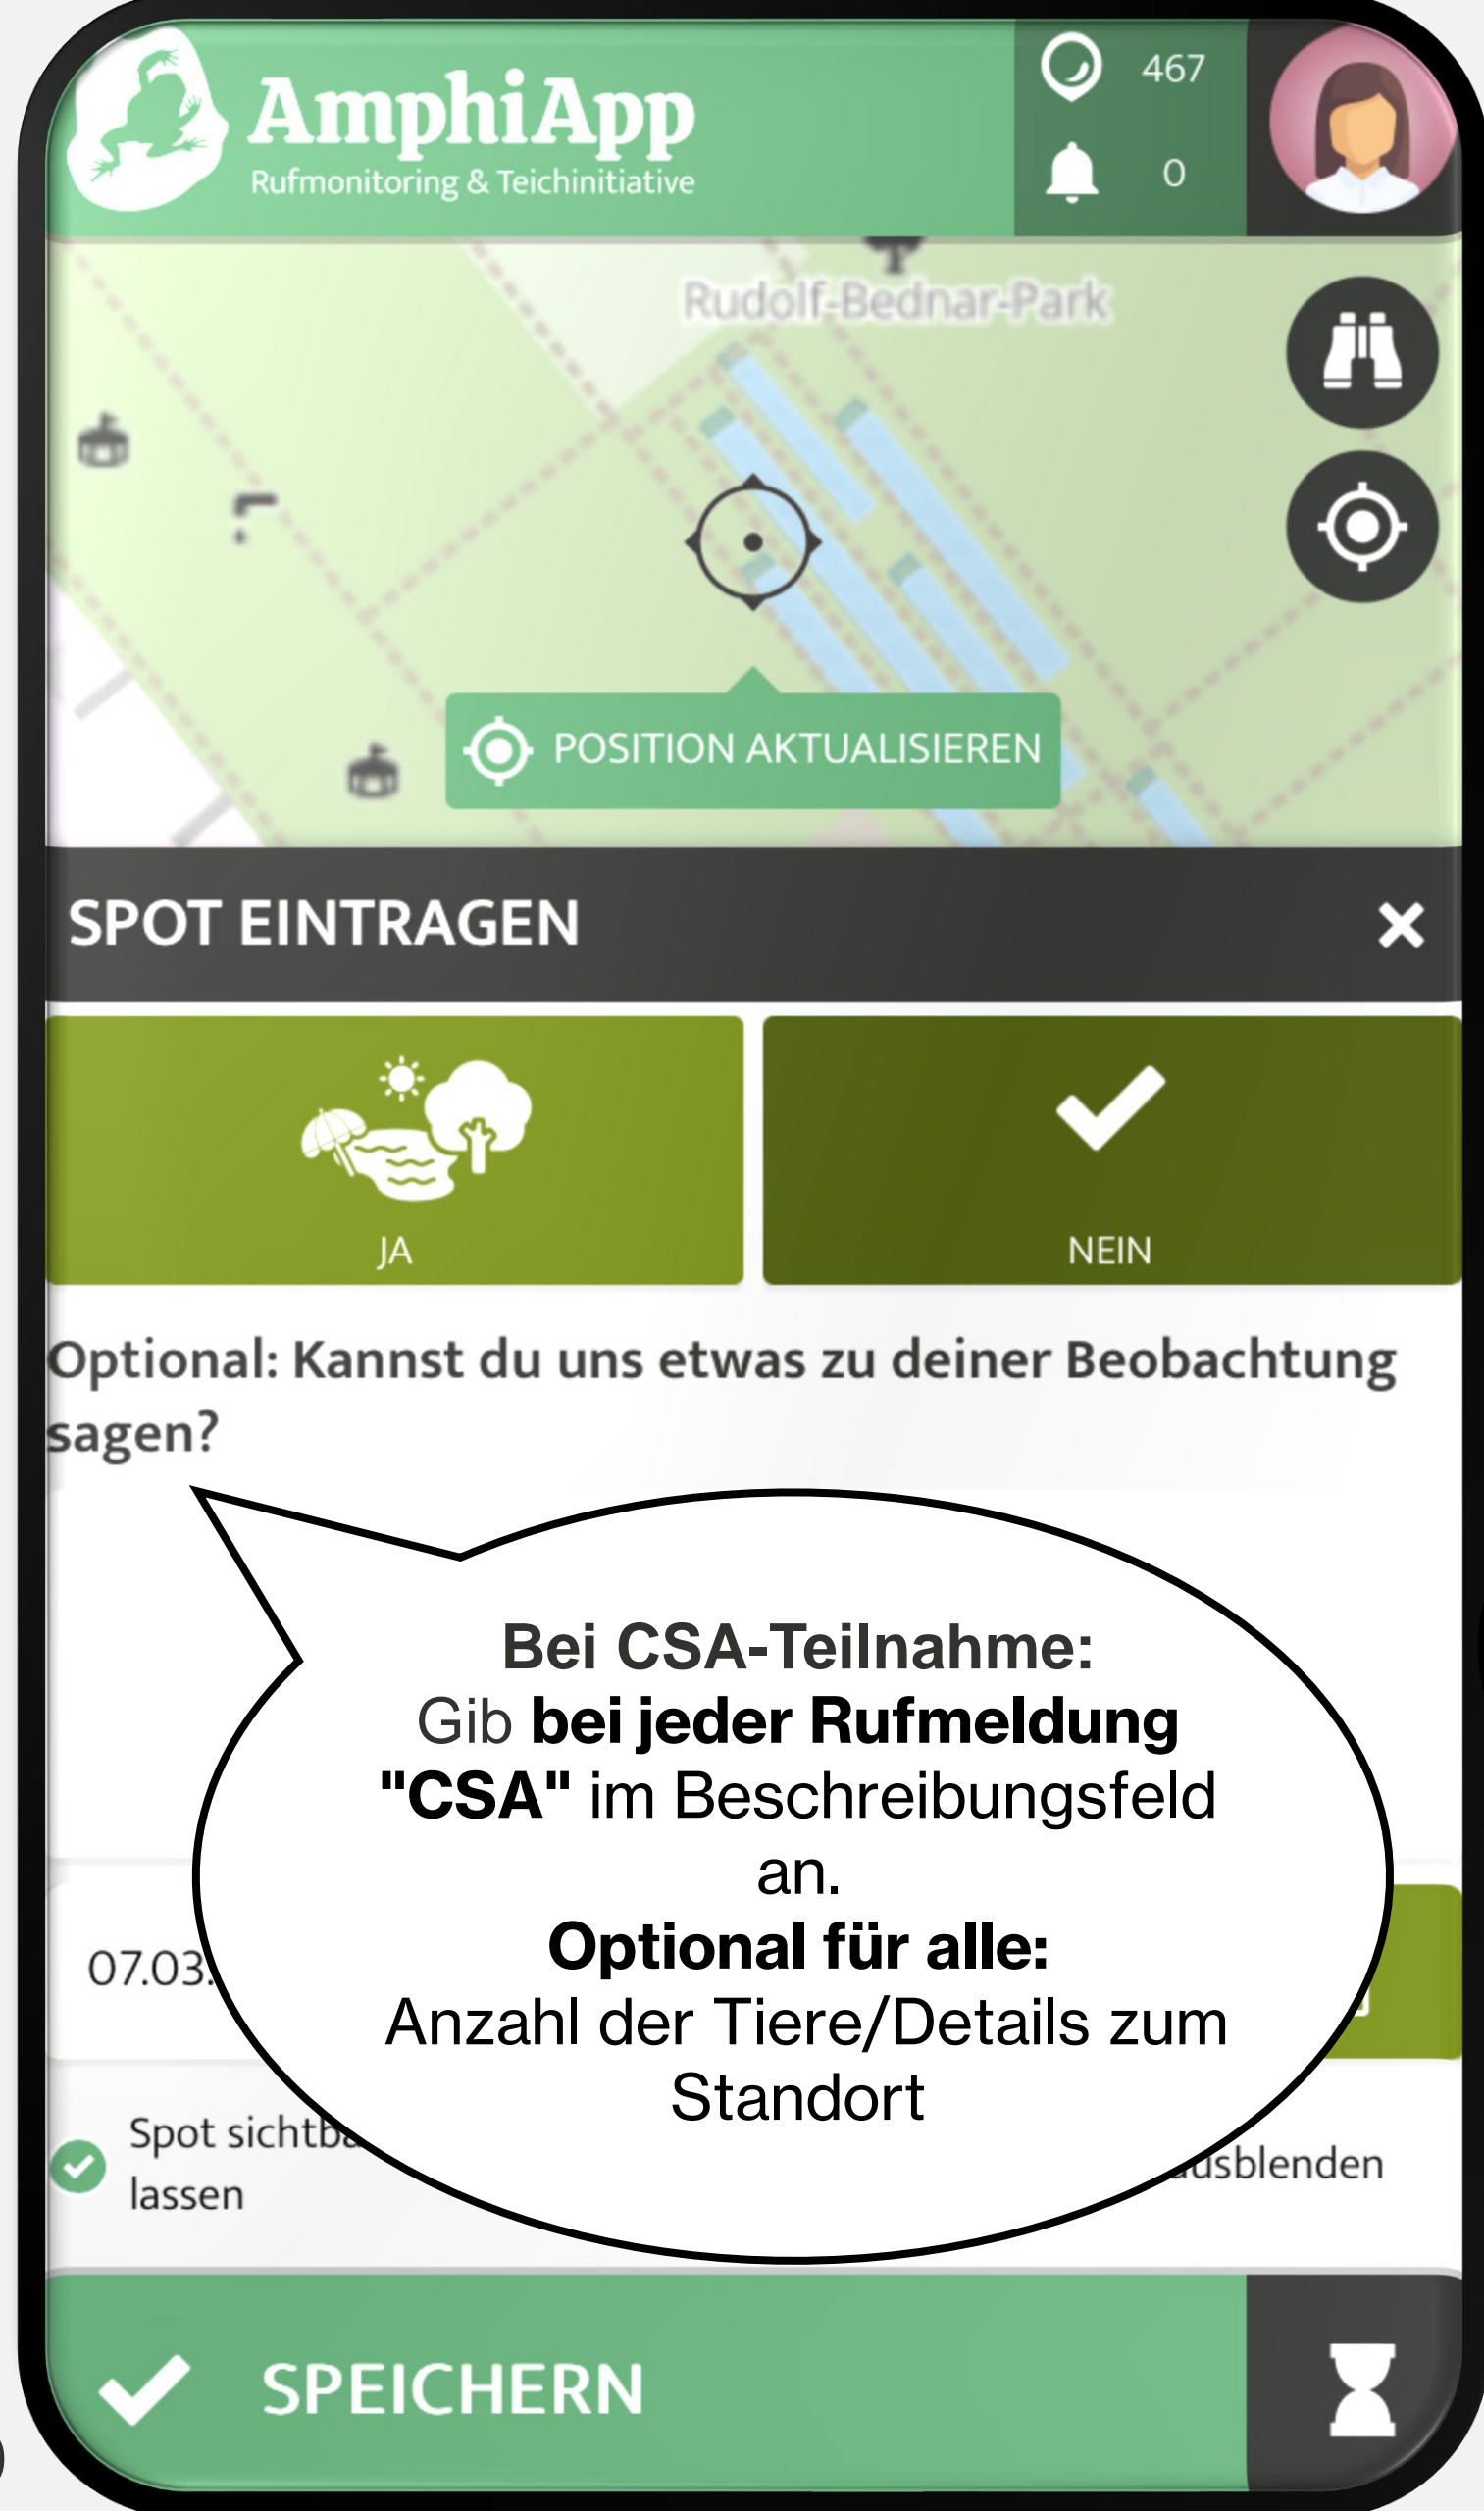 AmphiApp
Rufmonitoring & Teichinitiative
467
0
Rudolf-Bednar-Park
POSITION AKTUALISIEREN
SPOT EINTRAGEN
JA
NEIN
Optional: Kannst du uns etwas zu deiner Beobachtung
sagen?
Bei CSA-Teilnahme:
Gib bei jeder Rufmeldung
"CSA" im Beschreibungsfeld
an.
Optional für alle:
Anzahl der Tiere/Details zum
Standort
07.03.
Spot
lassen
SPEICHERN